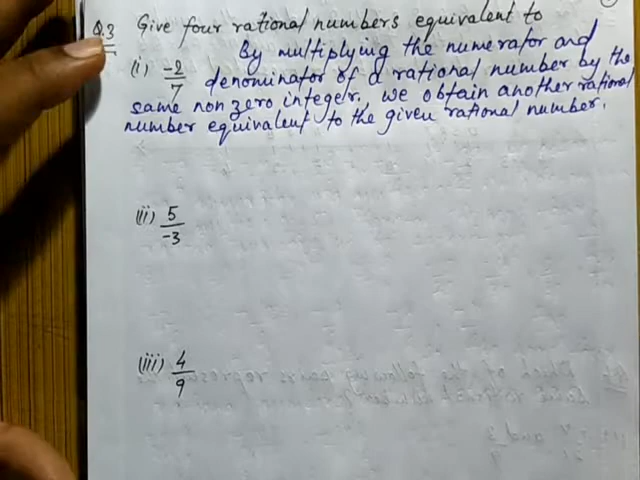 Q.3 Give four rational numbers equivalent to
By multiplying the numerator and
(i) -2/7 denominator of a rational number by the
same non zero integer, we obtain another rational
number equivalent to the given rational number.
(ii) 5/-3
(iii) 4/9